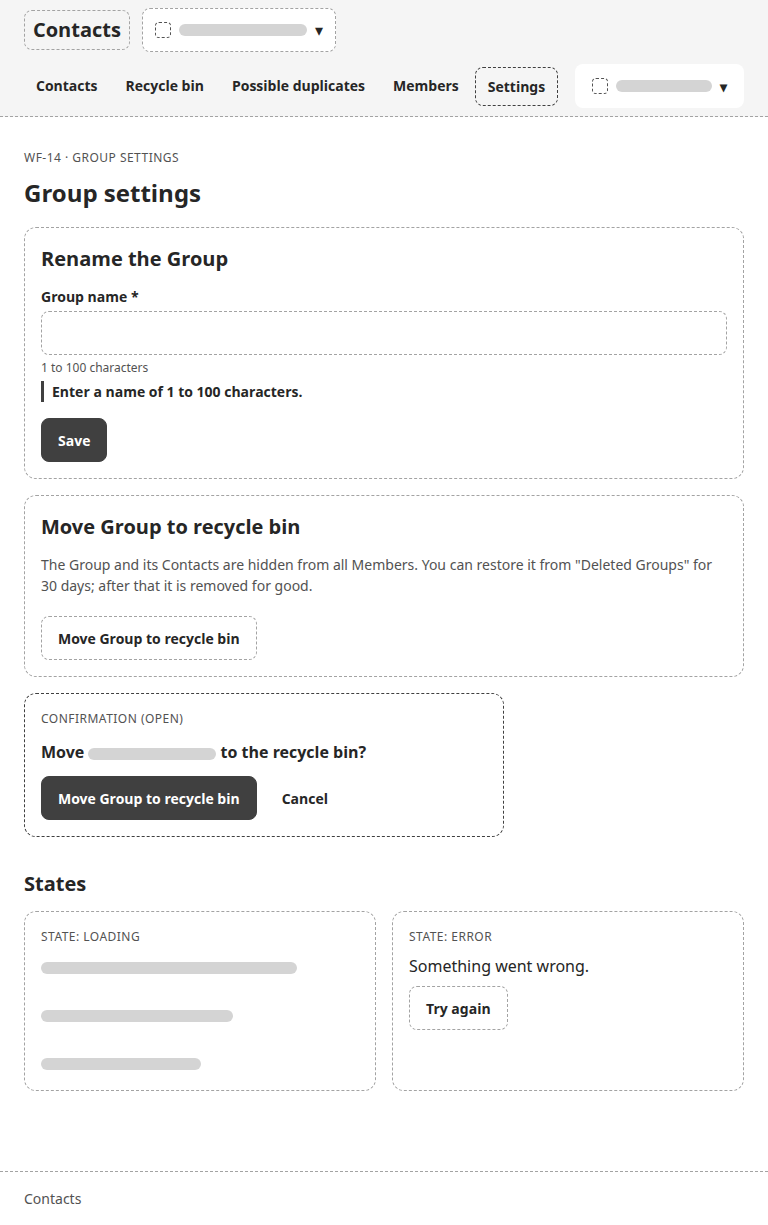 Contacts
▾
Contacts
Recycle bin
Possible duplicates
Members
Settings
▾
WF-14 · GROUP SETTINGS
Group settings
Rename the Group
Group name *
1 to 100 characters
Enter a name of 1 to 100 characters.
Save
Move Group to recycle bin
The Group and its Contacts are hidden from all Members. You can restore it from "Deleted Groups" for
30 days; after that it is removed for good.
Move Group to recycle bin
CONFIRMATION (OPEN)
Move to the recycle bin?
Move Group to recycle bin
Cancel
States
STATE: LOADING
STATE: ERROR
Something went wrong.
Try again
Contacts